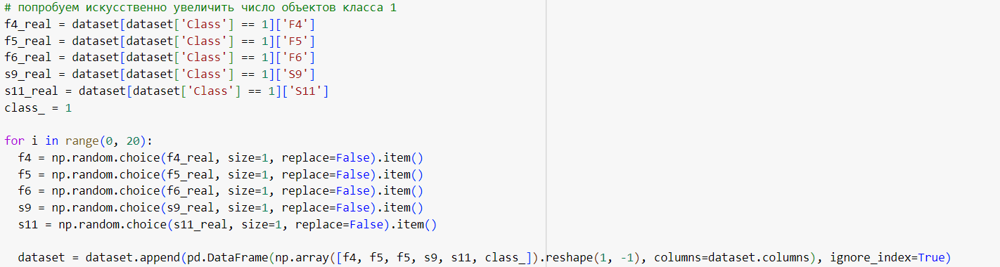 # попробуем искусственно увеличить число объектов класса 1
f4_real = dataset[dataset['Class'] == 1]['F4']
f5_real = dataset[dataset['Class'] == 1]['F5']
f6_real = dataset[dataset['Class'] == 1]['F6']
s9_real = dataset[dataset['Class'] == 1]['S9']
s11_real = dataset[dataset['Class'] == 1]['S11']
class_ = 1

for i in range(0, 20):
  f4 = np.random.choice(f4_real, size=1, replace=False).item()
  f5 = np.random.choice(f5_real, size=1, replace=False).item()
  f6 = np.random.choice(f6_real, size=1, replace=False).item()
  s9 = np.random.choice(s9_real, size=1, replace=False).item()
  s11 = np.random.choice(s11_real, size=1, replace=False).item()

  dataset = dataset.append(pd.DataFrame(np.array([f4, f5, f5, s9, s11, class_]).reshape(1, -1), columns=dataset.columns), ignore_index=True)